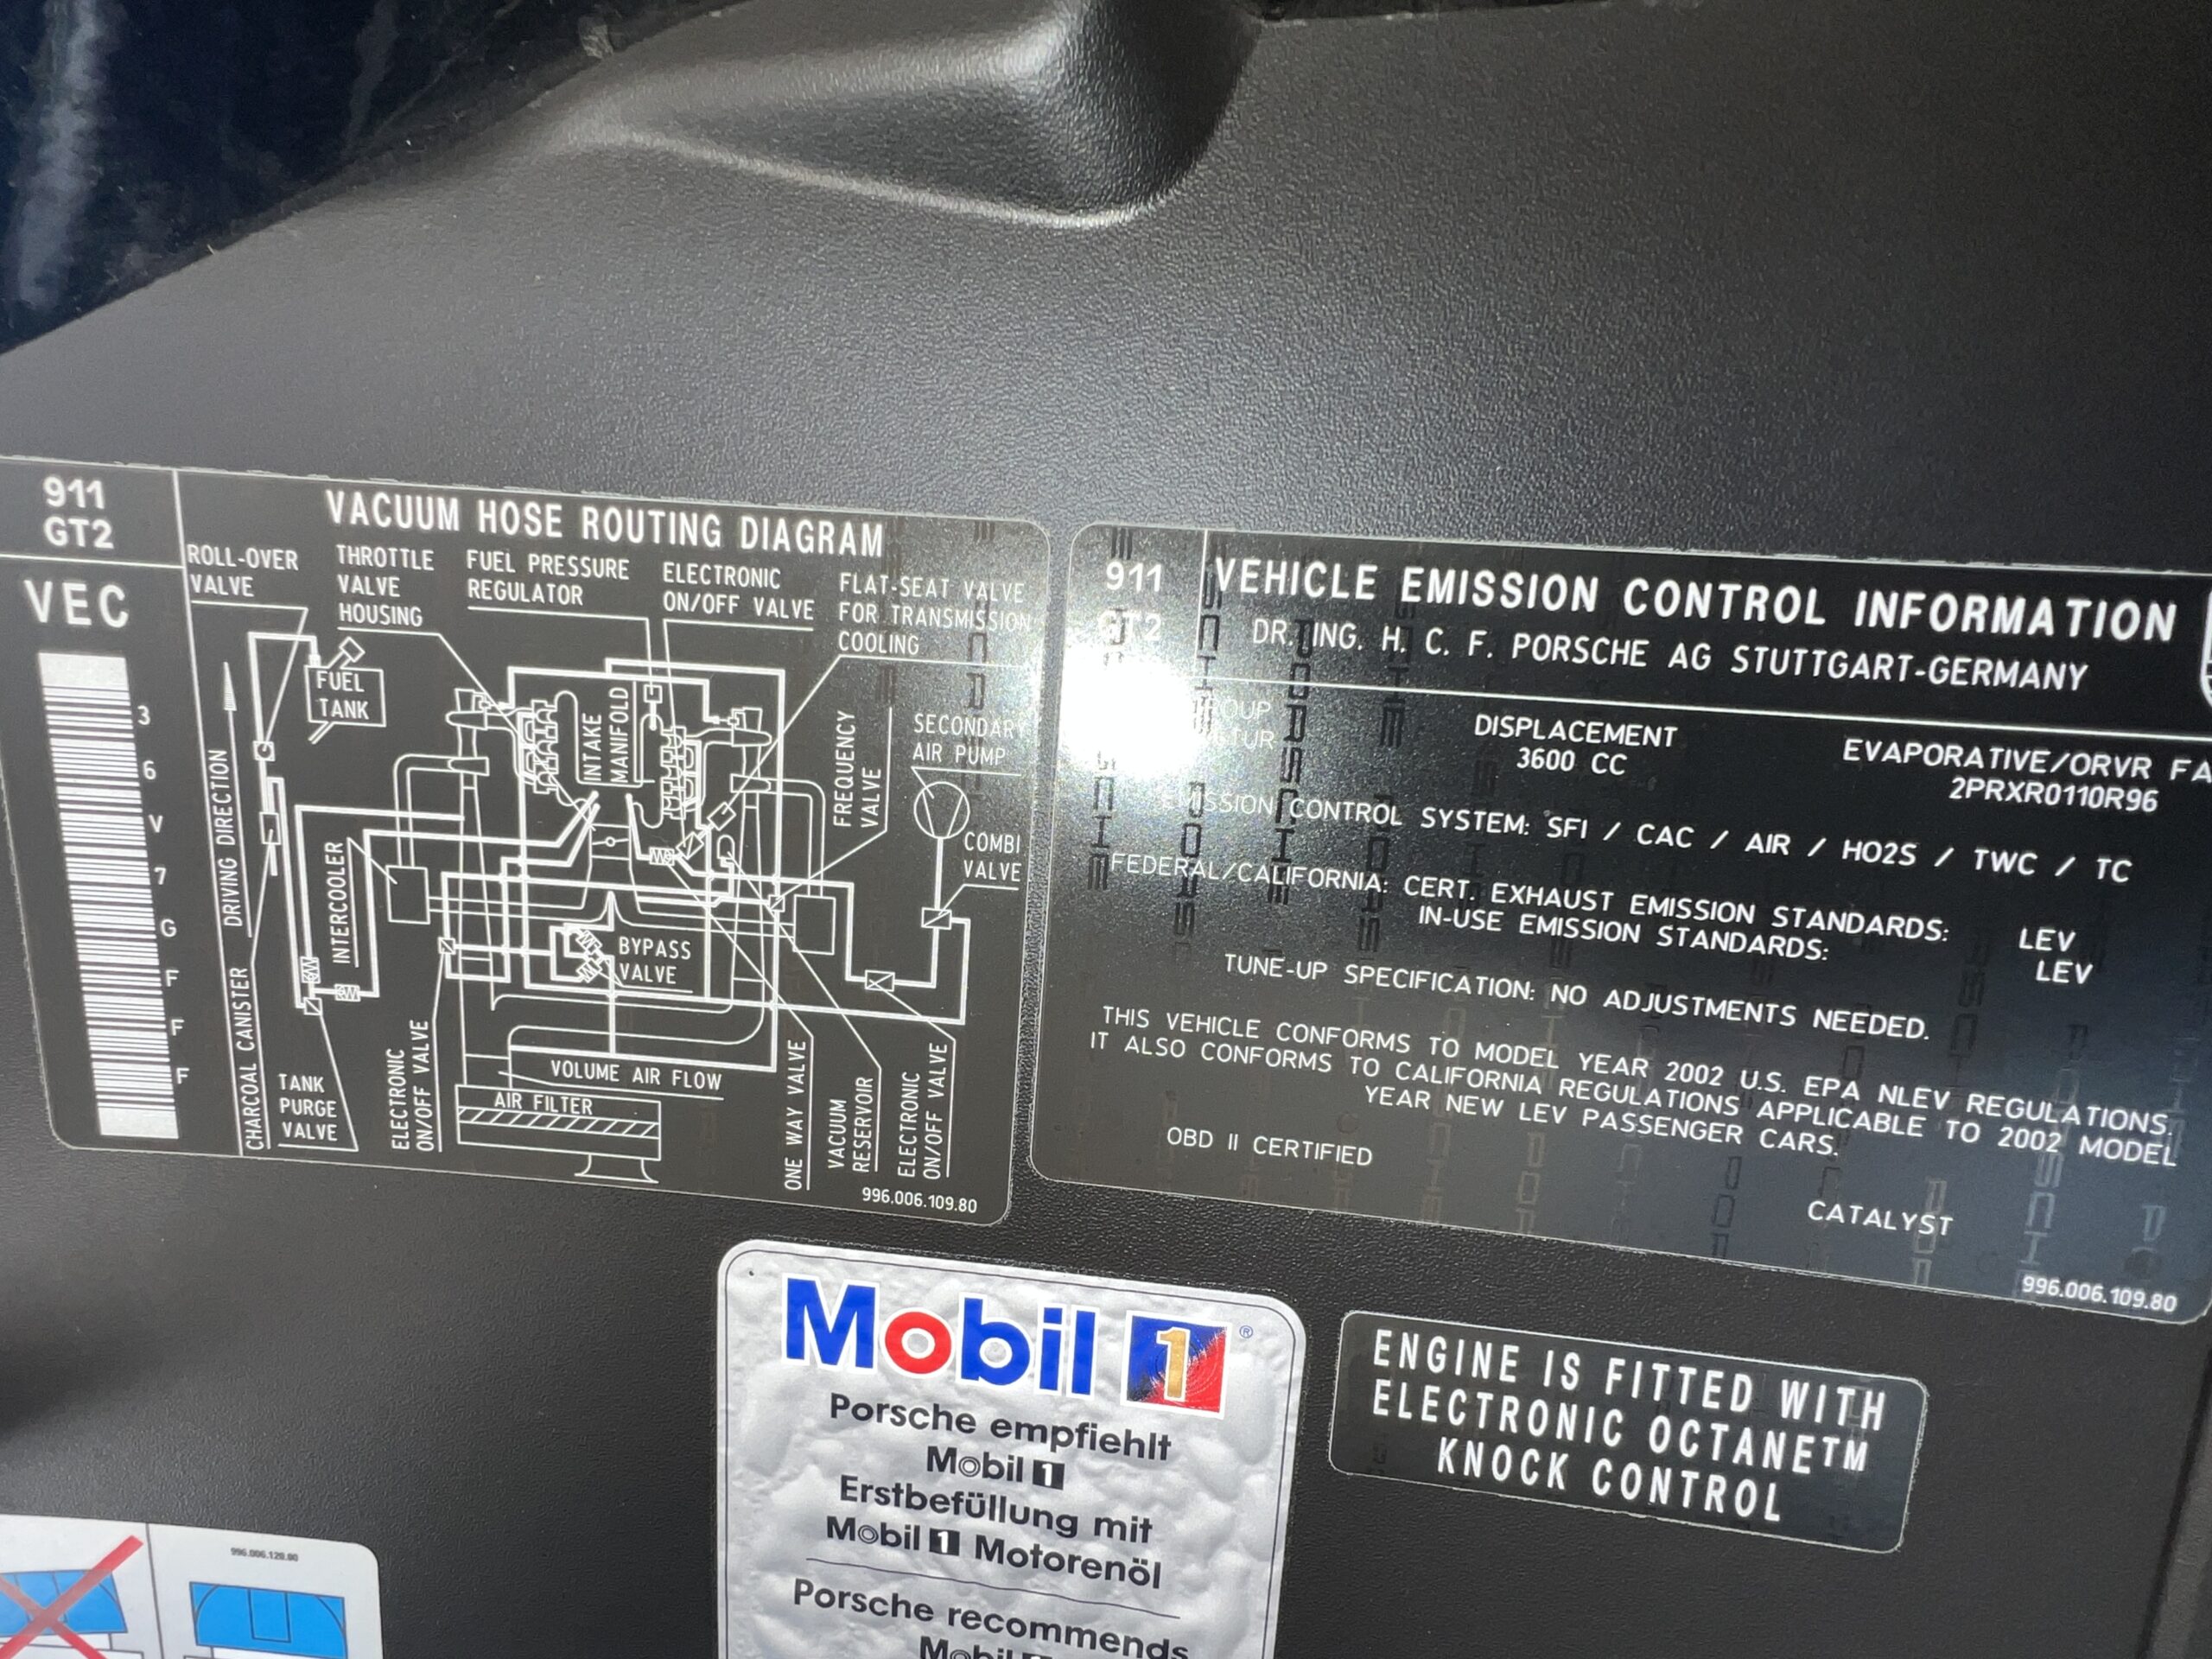 911
GT2
VACUUM HOSE ROUTING DIAGRAM
VEC
3
6
V
7
G
F
F
F
ROLL-OVER
VALVE
THROTTLE
VALVE
HOUSING
FUEL PRESSURE
REGULATOR
ELECTRONIC
ON/OFF VALVE
FLAT-SEAT VALVE
FOR TRANSMISSION
COOLING
FUEL
TANK
INTAKE
MANIFOLD
DRIVING DIRECTION
FREQUENCY
VALVE
SECONDARY
AIR PUMP
COMBI
VALVE
INTERCOOLER
BYPASS
VALVE
CHARCOAL CANISTER
TANK
PURGE
VALVE
ELECTRONIC
ON/OFF VALVE
VOLUME AIR FLOW
AIR FILTER
ONE WAY VALVE
VACUUM
RESERVOIR
ELECTRONIC
ON/OFF VALVE
996.006.109.80
911
GT2
VEHICLE EMISSION CONTROL INFORMATION
DR. ING. H. C. F. PORSCHE AG STUTTGART-GERMANY
DISPLACEMENT
3600 CC
EVAPORATIVE/ORVR
2PRXR0110R96
EMISSION CONTROL SYSTEM: SFI / CAC / AIR / HO2S / TWC / TC
FEDERAL/CALIFORNIA: CERT. EXHAUST EMISSION STANDARDS: LEV
IN-USE EMISSION STANDARDS: LEV
TUNE-UP SPECIFICATION: NO ADJUSTMENTS NEEDED.
THIS VEHICLE CONFORMS TO MODEL YEAR 2002 U.S. EPA NLEV REGULATIONS.
IT ALSO CONFORMS TO CALIFORNIA REGULATIONS APPLICABLE TO 2002 MODEL
YEAR NEW LEV PASSENGER CARS.
OBD II CERTIFIED
CATALYST
996.006.109.80
Mobil 1®
Porsche empfiehlt
Mobil 1
Erstbefüllung mit
Mobil 1 Motorenöl
Porsche recommends
Mobil
ENGINE IS FITTED WITH
ELECTRONIC OCTANE™
KNOCK CONTROL
996.006.120.80